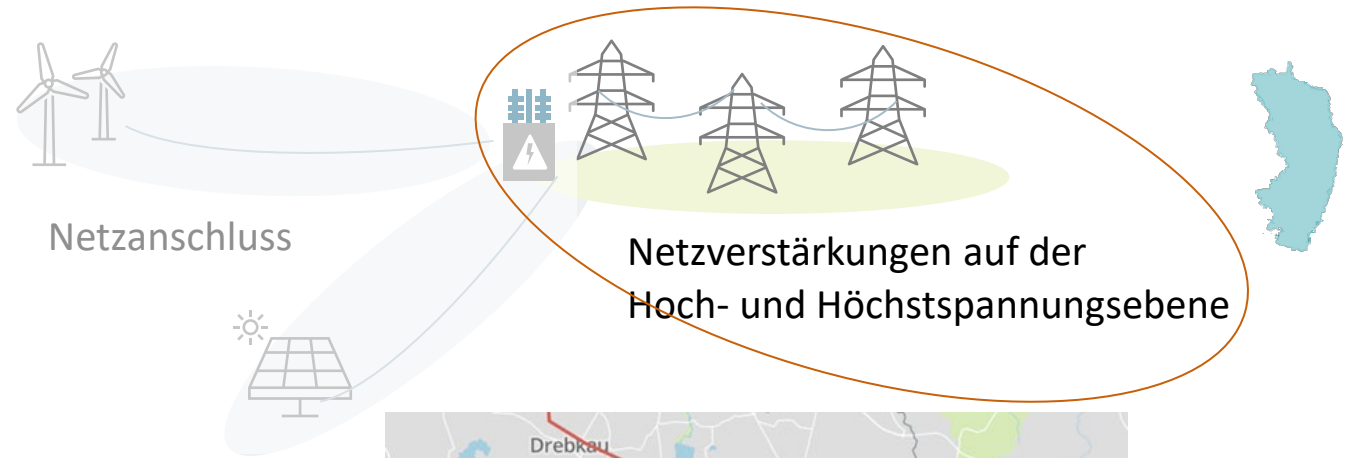 Netzanschluss
Netzverstärkungen auf der
Hoch- und Höchstspannungsebene
Drebkau